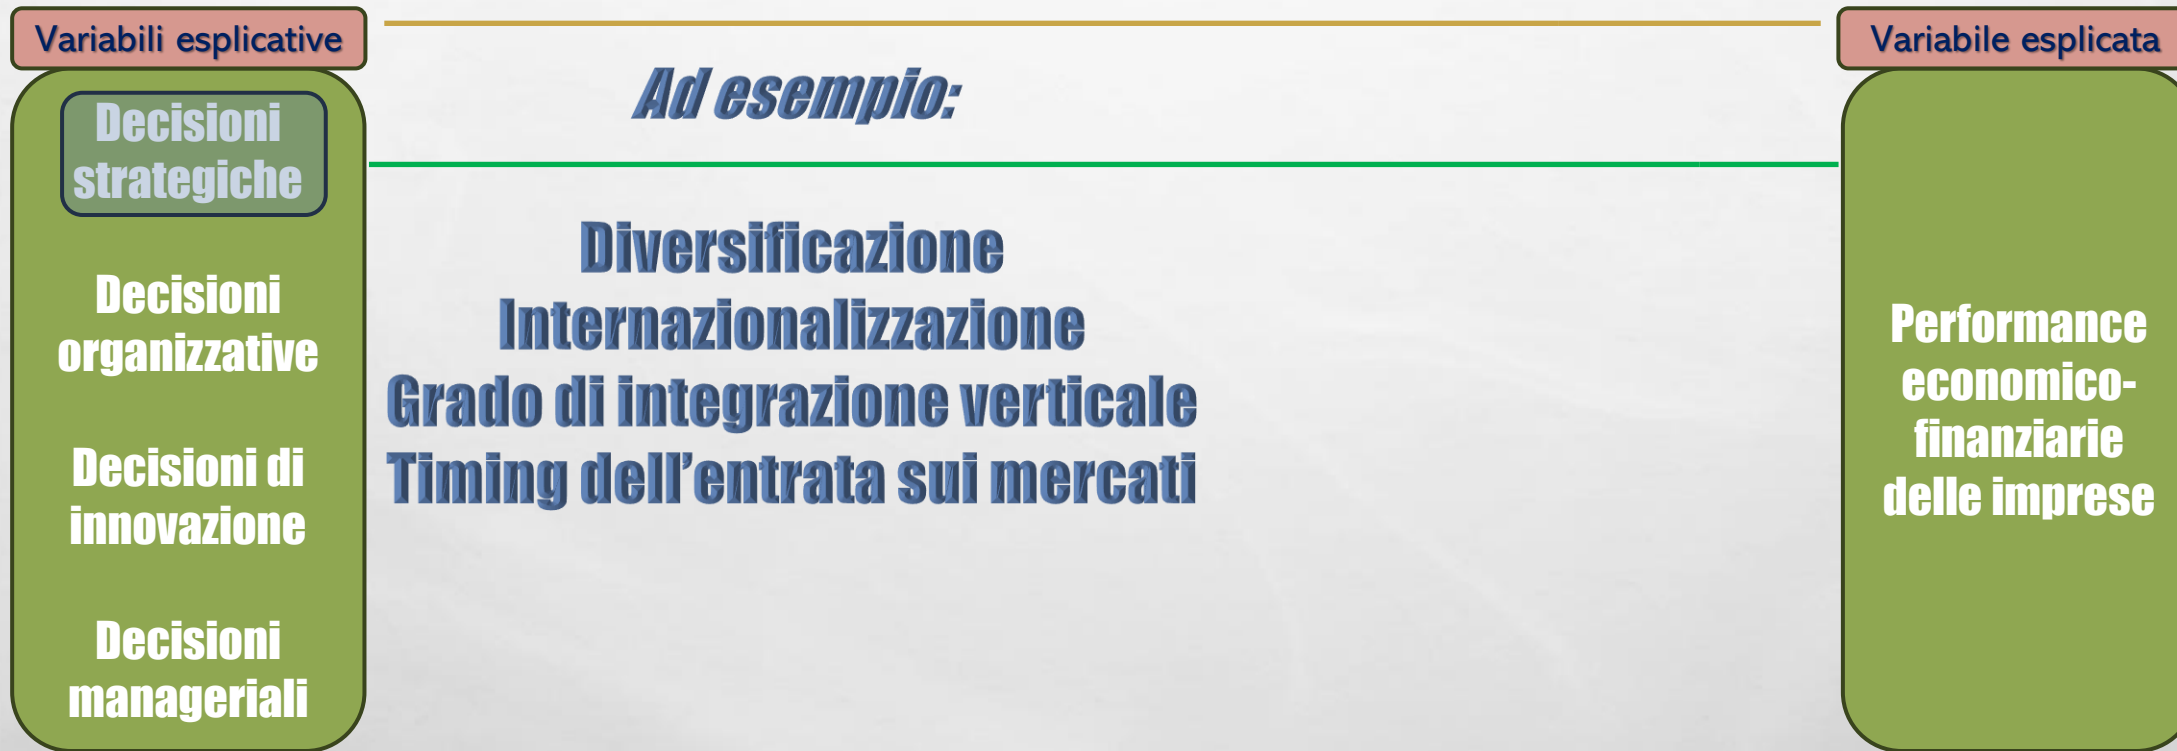 Variabili esplicative
Decisioni
strategiche
Decisioni
organizzative
Decisioni di
innovazione
Decisioni
manageriali
Ad esempio:
Diversificazione
Internazionalizzazione
Grado di integrazione verticale
Timing dell’entrata sui mercati
Variabile esplicata
Performance
economico-
finanziarie
delle imprese